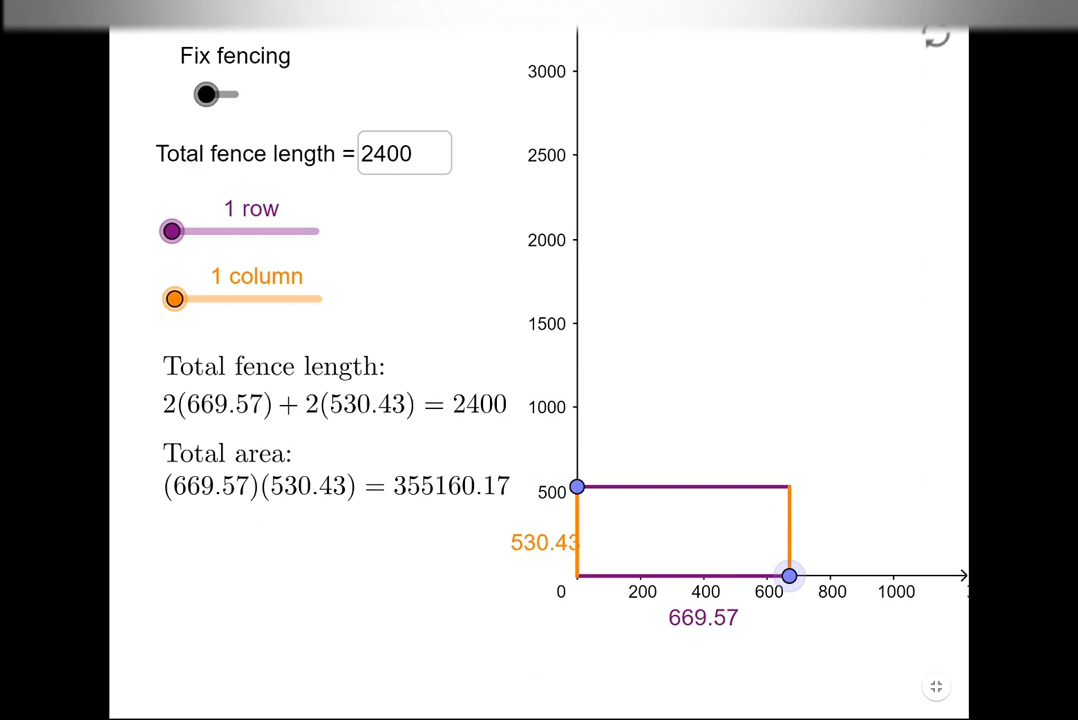 Fix fencing
Total fence length = 2400
1 row
1 column
Total fence length:
2(669.57) + 2(530.43) = 2400
Total area:
(669.57)(530.43) = 355160.17
3000
2500
2000
1500
1000
500
530.43
0 200 400 600 800 1000
669.57